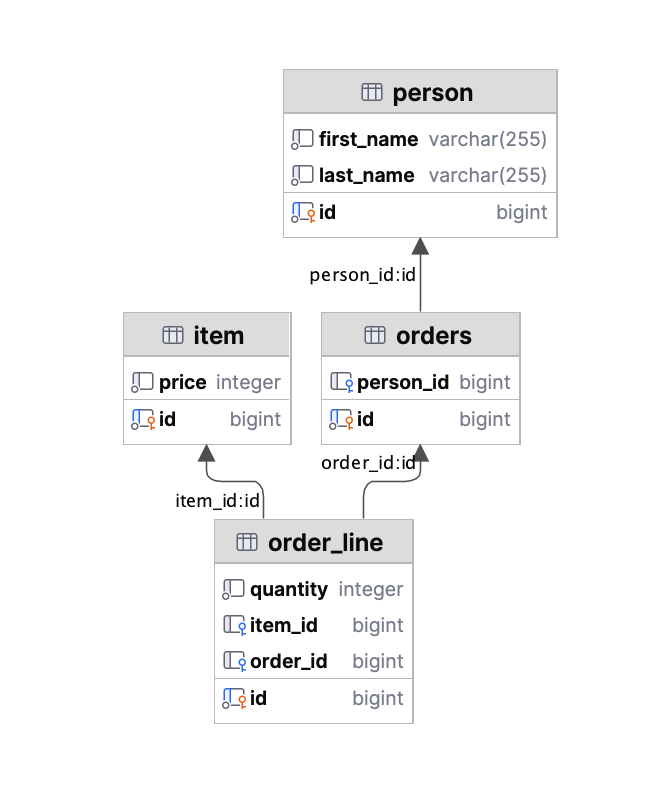 person
first_name varchar(255)
last_name varchar(255)
id bigint
person_id:id
item
price integer
id bigint
orders
person_id bigint
id bigint
order_id:id
item_id:id
order_line
quantity integer
item_id bigint
order_id bigint
id bigint